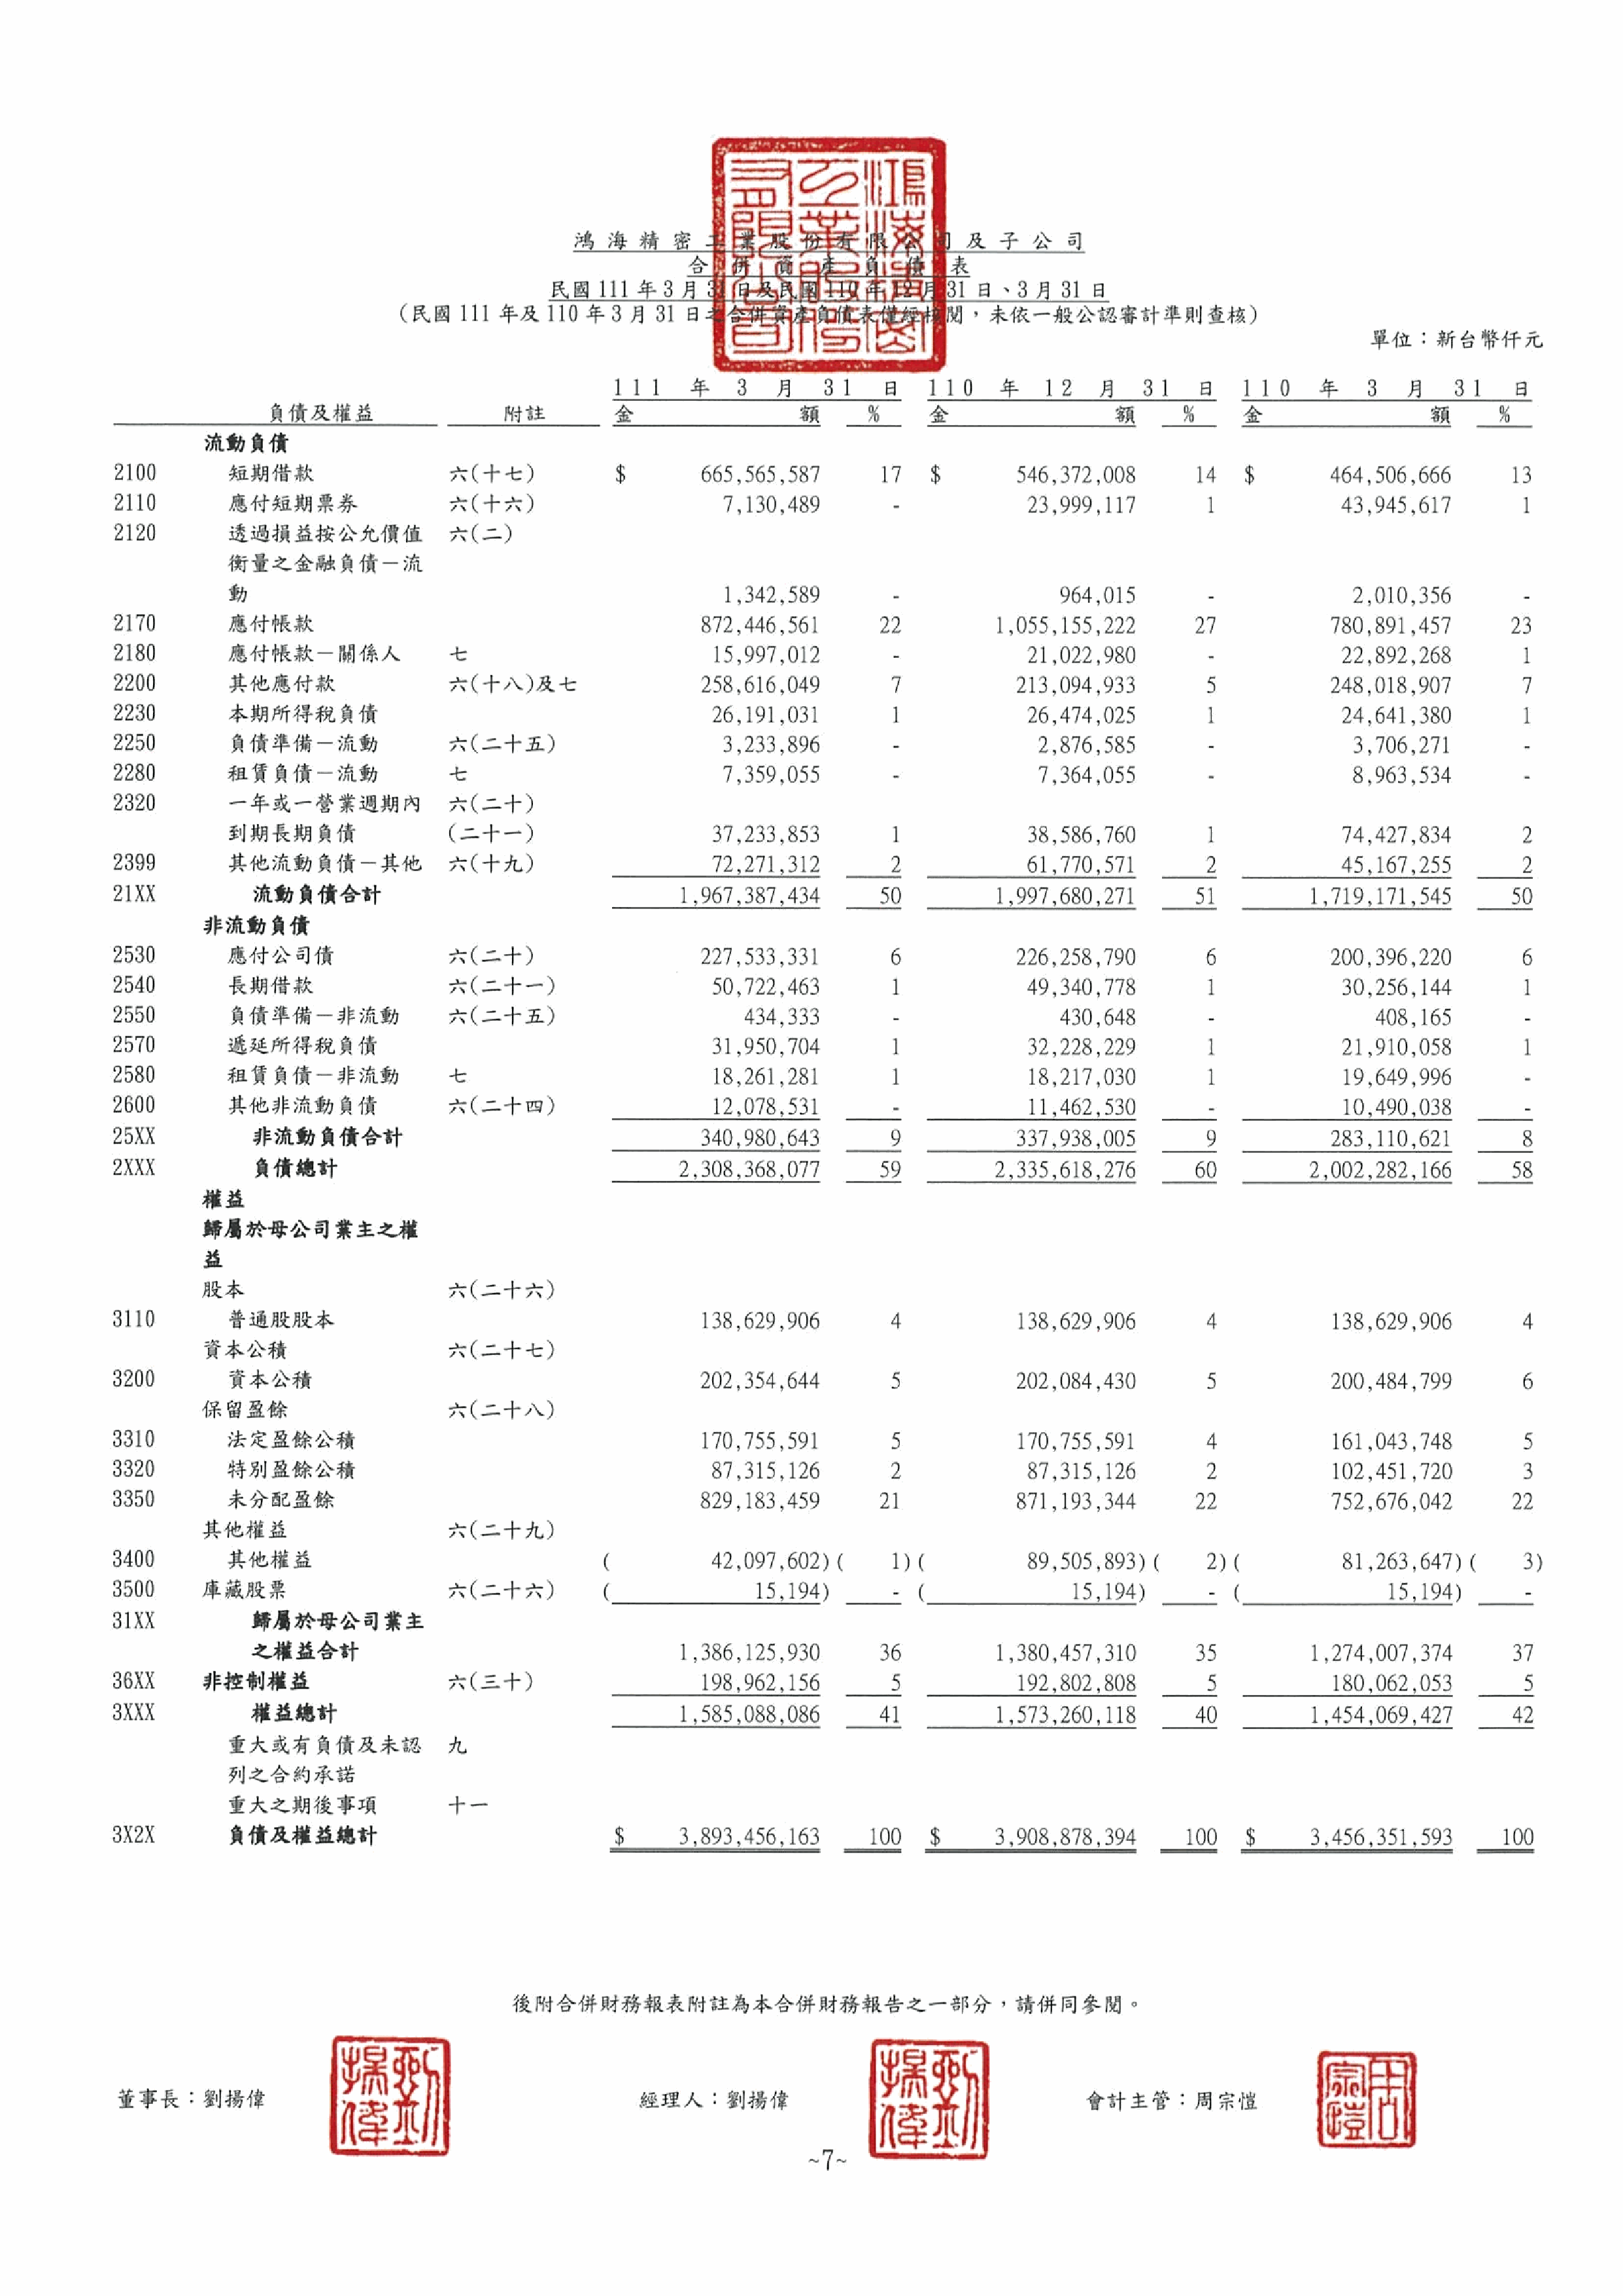 鴻海精密工業股份有限公司及子公司
合併資產負債表
民國111年3月31日及民國110年12月31日、3月31日
(民國111年及110年3月31日之合併資產負債表僅經核閱，未依一般公認審計準則查核)
單位：新台幣仟元
111年3月31日 110年12月31日 110年3月31日
負債及權益 附註 金額 % 金額 % 金額 %
流動負債
2100 短期借款 六(十七) $ 665,565,587 17 $ 546,372,008 14 $ 464,506,666 13
2110 應付短期票券 六(十六) 7,130,489 - 23,999,117 1 43,945,617 1
2120 透過損益按公允價值 六(二)
衡量之金融負債－流
動 1,342,589 - 964,015 - 2,010,356 -
2170 應付帳款 872,446,561 22 1,055,155,222 27 780,891,457 23
2180 應付帳款－關係人 七 15,997,012 - 21,022,980 - 22,892,268 1
2200 其他應付款 六(十八)及七 258,616,049 7 213,094,933 5 248,018,907 7
2230 本期所得稅負債 26,191,031 1 26,474,025 1 24,641,380 1
2250 負債準備－流動 六(二十五) 3,233,896 - 2,876,585 - 3,706,271 -
2280 租賃負債－流動 七 7,359,055 - 7,364,055 - 8,963,534 -
2320 一年或一營業週期內 六(二十)
到期長期負債 (二十一) 37,233,853 1 38,586,760 1 74,427,834 2
2399 其他流動負債－其他 六(十九) 72,271,312 2 61,770,571 2 45,167,255 2
21XX 流動負債合計 1,967,387,434 50 1,997,680,271 51 1,719,171,545 50
非流動負債
2530 應付公司債 六(二十) 227,533,331 6 226,258,790 6 200,396,220 6
2540 長期借款 六(二十一) 50,722,463 1 49,340,778 1 30,256,144 1
2550 負債準備－非流動 六(二十五) 434,333 - 430,648 - 408,165 -
2570 遞延所得稅負債 31,950,704 1 32,228,229 1 21,910,058 1
2580 租賃負債－非流動 七 18,261,281 1 18,217,030 1 19,649,996 -
2600 其他非流動負債 六(二十四) 12,078,531 - 11,462,530 - 10,490,038 -
25XX 非流動負債合計 340,980,643 9 337,938,005 9 283,110,621 8
2XXX 負債總計 2,308,368,077 59 2,335,618,276 60 2,002,282,166 58
權益
歸屬於母公司業主之權
益
股本 六(二十六)
3110 普通股股本 138,629,906 4 138,629,906 4 138,629,906 4
資本公積 六(二十七)
3200 資本公積 202,354,644 5 202,084,430 5 200,484,799 6
保留盈餘 六(二十八)
3310 法定盈餘公積 170,755,591 5 170,755,591 4 161,043,748 5
3320 特別盈餘公積 87,315,126 2 87,315,126 2 102,451,720 3
3350 未分配盈餘 829,183,459 21 871,193,344 22 752,676,042 22
其他權益 六(二十九)
3400 其他權益 ( 42,097,602) ( 1) ( 89,505,893) ( 2) ( 81,263,647) ( 3)
3500 庫藏股票 六(二十六) ( 15,194) - ( 15,194) - ( 15,194) -
31XX 歸屬於母公司業主
之權益合計 1,386,125,930 36 1,380,457,310 35 1,274,007,374 37
36XX 非控制權益 六(三十) 198,962,156 5 192,802,808 5 180,062,053 5
3XXX 權益總計 1,585,088,086 41 1,573,260,118 40 1,454,069,427 42
重大或有負債及未認 九
列之合約承諾
重大之期後事項 十一
3X2X 負債及權益總計 $ 3,893,456,163 100 $ 3,908,878,394 100 $ 3,456,351,593 100
後附合併財務報表附註為本合併財務報告之一部分，請併同參閱。
董事長：劉揚偉 劉揚偉 經理人：劉揚偉 劉揚偉 會計主管：周宗愷 周宗愷
~7~